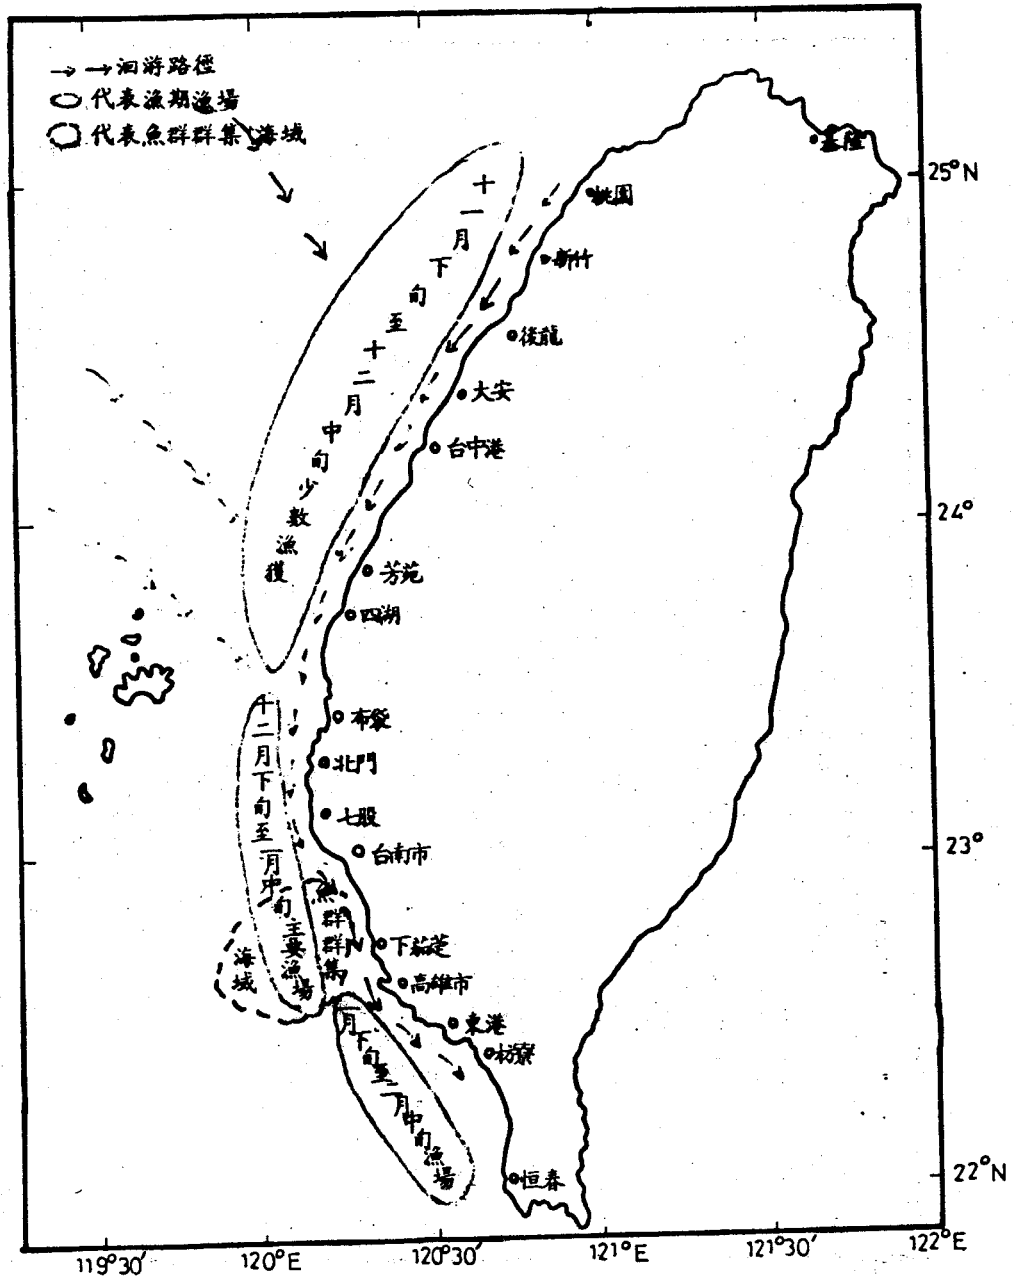 洄游路徑
代表漁期漁場
代表魚群群集海域
基隆
25°N
桃園
新竹
後龍
大安
台中港
24°
芳苑
四湖
十一月下旬至十二月中旬少數漁獲
布袋
北門
七股
台南市
23°
十二月下旬至一月中旬主要漁場
魚群群集
海域
下茄萣
高雄市
東港
枋寮
一月下旬至二月中旬漁場
恒春
22°N
119°30′
120°E
120°30′
121°E
121°30′
122°E